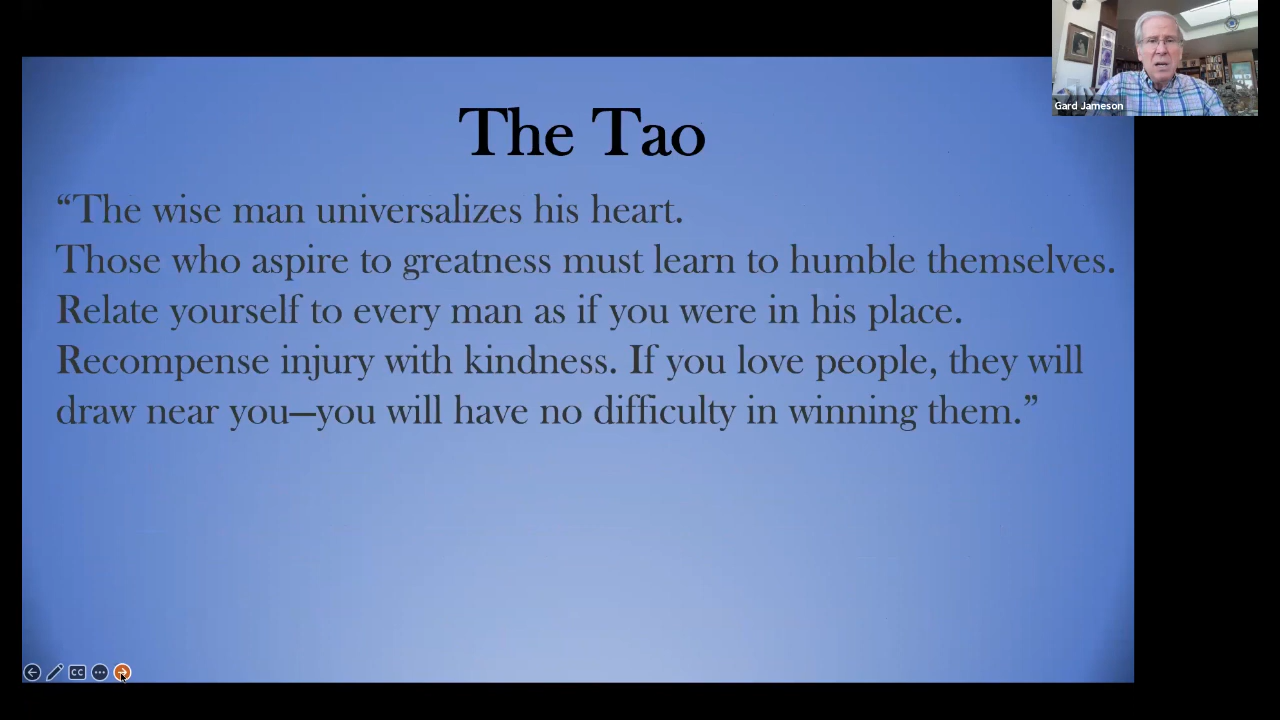 The Tao
“The wise man universalizes his heart.
Those who aspire to greatness must learn to humble themselves.
Relate yourself to every man as if you were in his place.
Recompense injury with kindness. If you love people, they will
draw near you—you will have no difficulty in winning them.”
Gard Jameson
CC